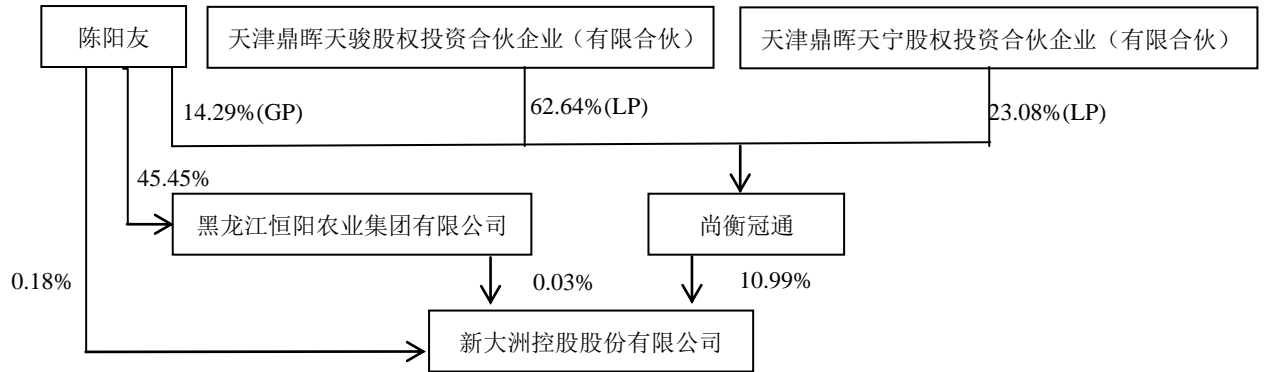 陈阳友
天津鼎晖天骏股权投资合伙企业（有限合伙）
天津鼎晖天宁股权投资合伙企业（有限合伙）
14.29%(GP)
62.64%(LP)
23.08%(LP)
45.45%
黑龙江恒阳农业集团有限公司
尚衡冠通
0.18%
0.03%
10.99%
新大洲控股股份有限公司